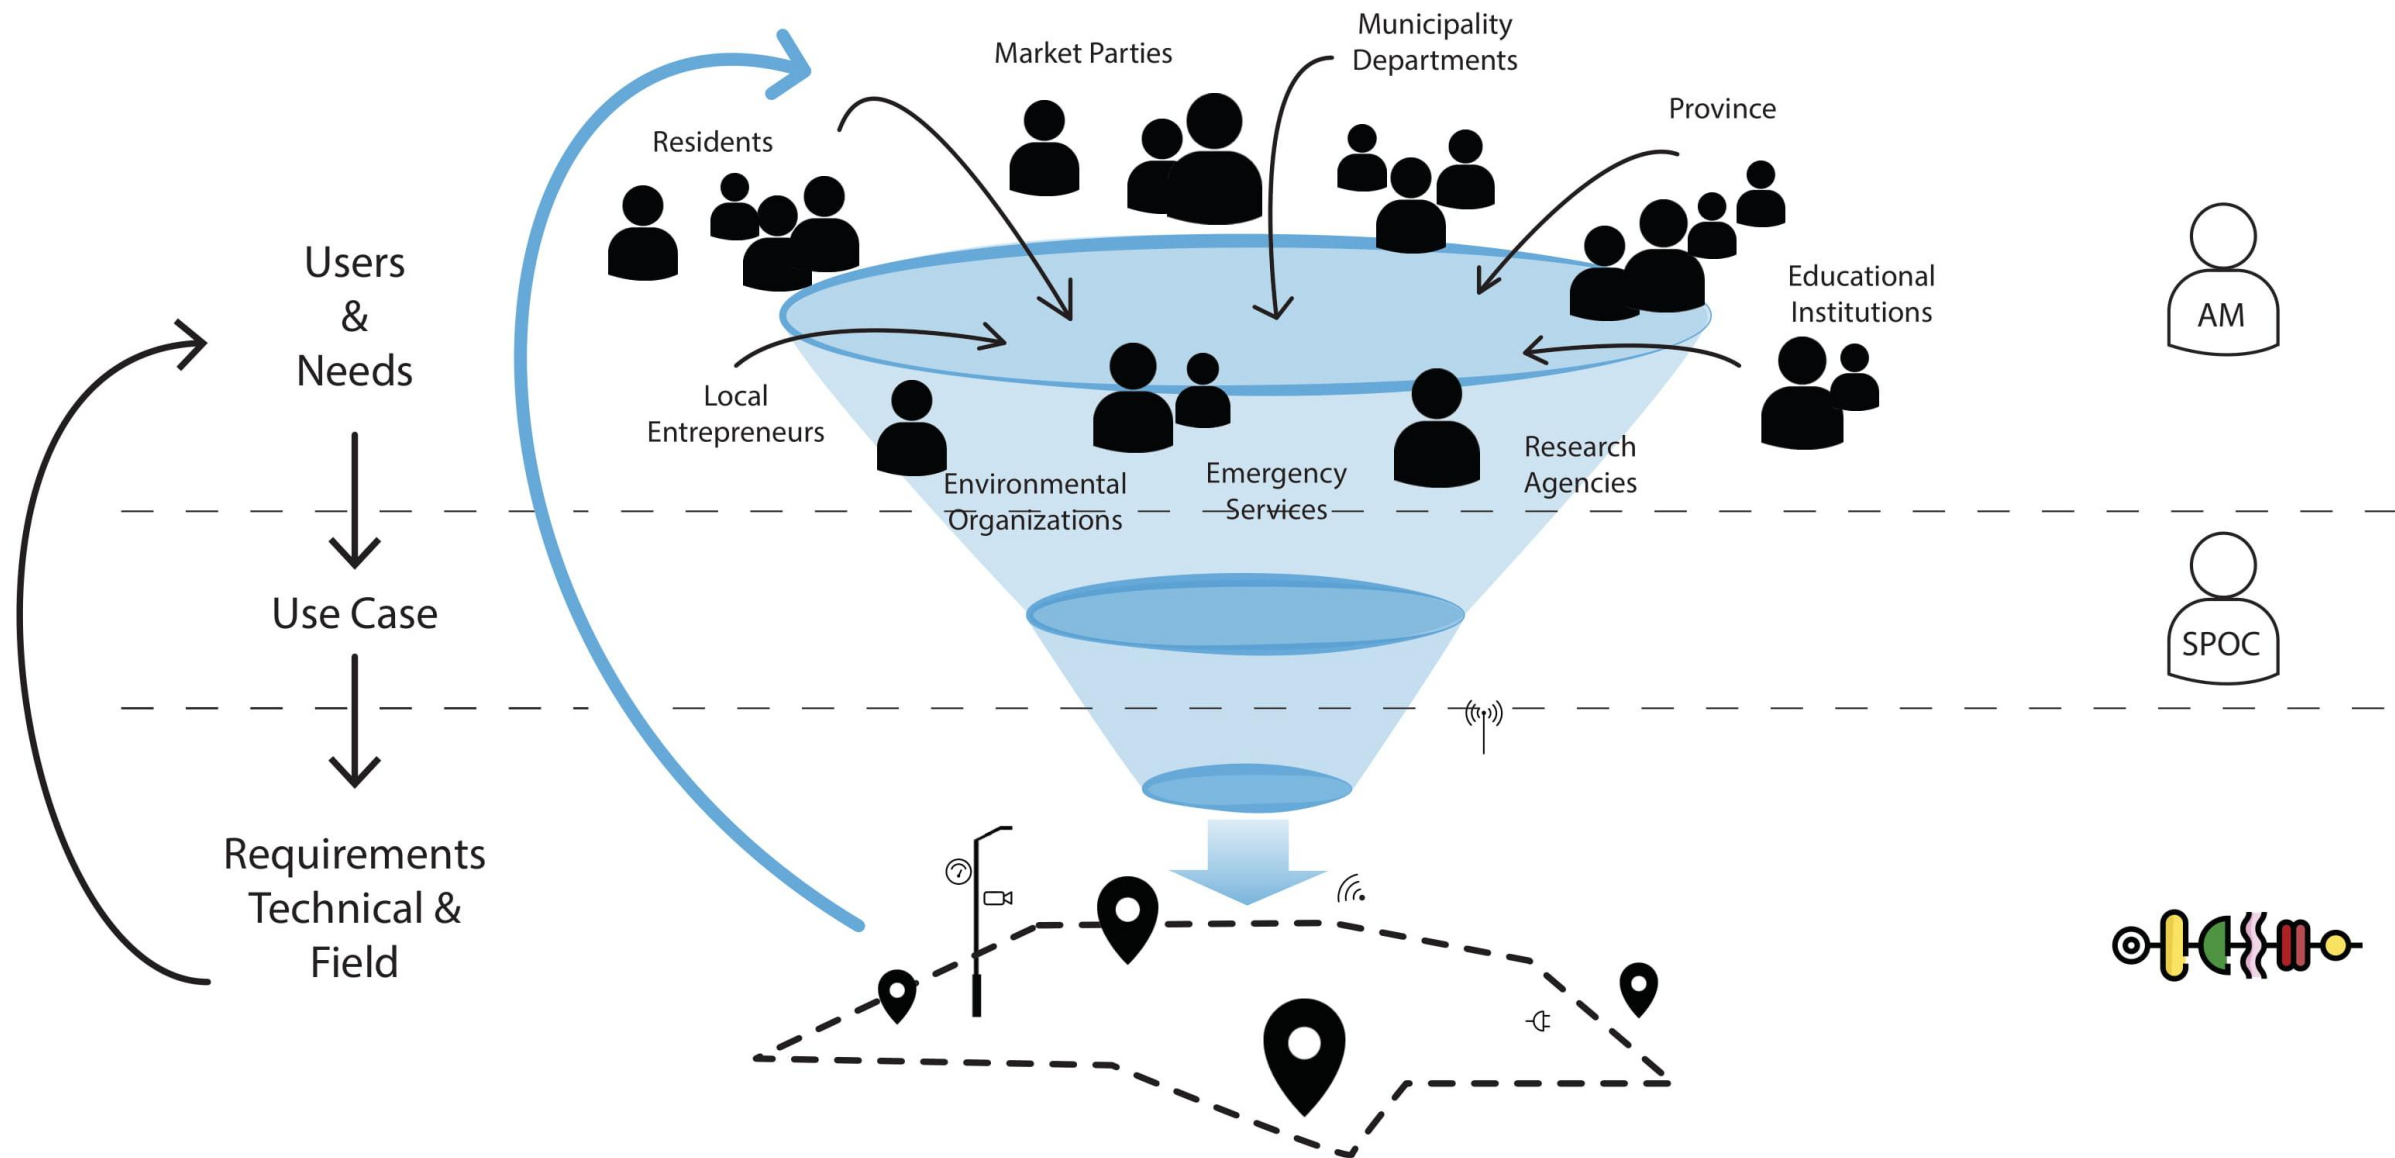 Municipality
Departments
Market Parties
Province
Residents
Users
&
Needs
Educational
Institutions
AM
Local
Entrepreneurs
Research
Agencies
Emergency
Services
Environmental
Organizations
Use Case
SPOC
Requirements
Technical &
Field